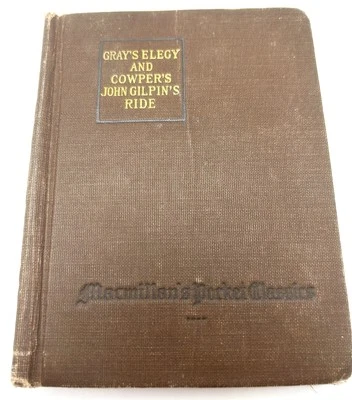 GRAY'S ELEGY
AND
COWPER'S
JOHN GILPIN'S
RIDE
Macmillan's Pocket Classics